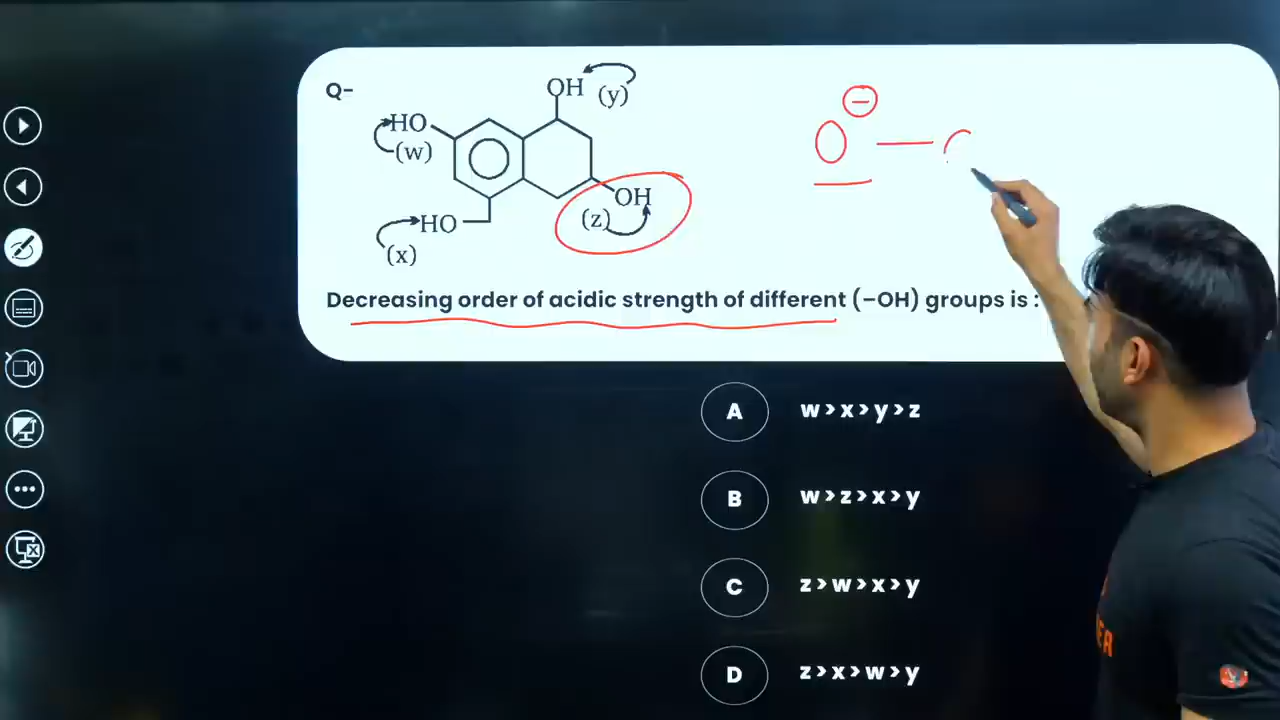 Q-
OH
(y)
HO
(w)
OH
(z)
HO
(x)
O⊖ — 
Decreasing order of acidic strength of different (–OH) groups is :
A w > x > y > z
B w > z > x > y
C z > w > x > y
D z > x > w > y